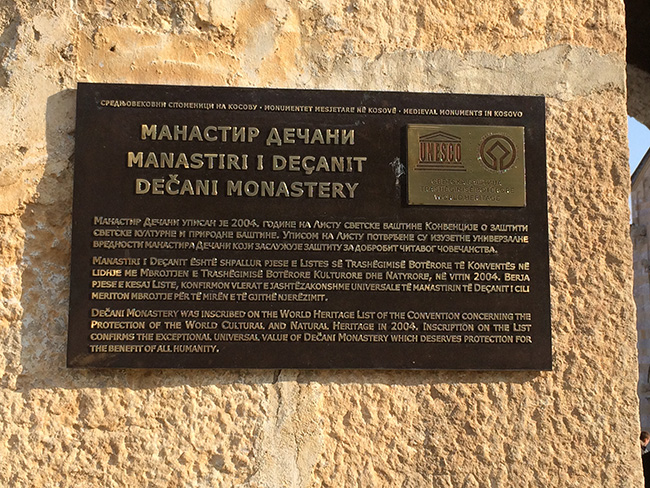 СРЕДЊОВЕКОВНИ СПОМЕНИЦИ НА КОСОВУ · MONUMENTET MESJETARE NË KOSOVË · MEDIEVAL MONUMENTS IN KOSOVO
МАНАСТИР ДЕЧАНИ
MANASTIRI I DEÇANIT
DEČANI MONASTERY
UNESCO
WORLD HERITAGE
МАНАСТИР ДЕЧАНИ УПИСАН ЈЕ 2004. ГОДИНЕ НА ЛИСТУ СВЕТСКЕ БАШТИНЕ КОНВЕНЦИЈЕ О ЗАШТИТИ
СВЕТСКЕ КУЛТУРНЕ И ПРИРОДНЕ БАШТИНЕ. УПИСОМ НА ЛИСТУ ПОТВРЂЕНЕ СУ ИЗУЗЕТНЕ УНИВЕРЗАЛНЕ
ВРЕДНОСТИ МАНАСТИРА ДЕЧАНИ КОЈИ ЗАСЛУЖУЈЕ ЗАШТИТУ ЗА ДОБРОБИТ ЧИТАВОГ ЧОВЕЧАНСТВА.
MANASTIRI I DEÇANIT ËSHTË SHPALLUR PJESE E LISTES SË TRASHËGIMISË BOTËRORE TË KONVENTËS NË
LIDHJE ME MBROJTJEN E TRASHËGIMISË BOTËRORE KULTURORE DHE NATYRORE, NË VITIN 2004. BERJA
PJESE E KESAJ LISTE, KONFIRMON VLERAT E JASHTËZAKONSHME UNIVERSALE TË MANASTIRIN TË DEÇANIT I CILI
MERITON MBROJTJE PËR TË MIRËN E TË GJITHË NJERËZIMIT.
DEČANI MONASTERY WAS INSCRIBED ON THE WORLD HERITAGE LIST OF THE CONVENTION CONCERNING THE
PROTECTION OF THE WORLD CULTURAL AND NATURAL HERITAGE IN 2004. INSCRIPTION ON THE LIST
CONFIRMS THE EXCEPTIONAL UNIVERSAL VALUE OF DEČANI MONASTERY WHICH DESERVES PROTECTION FOR
THE BENEFIT OF ALL HUMANITY.